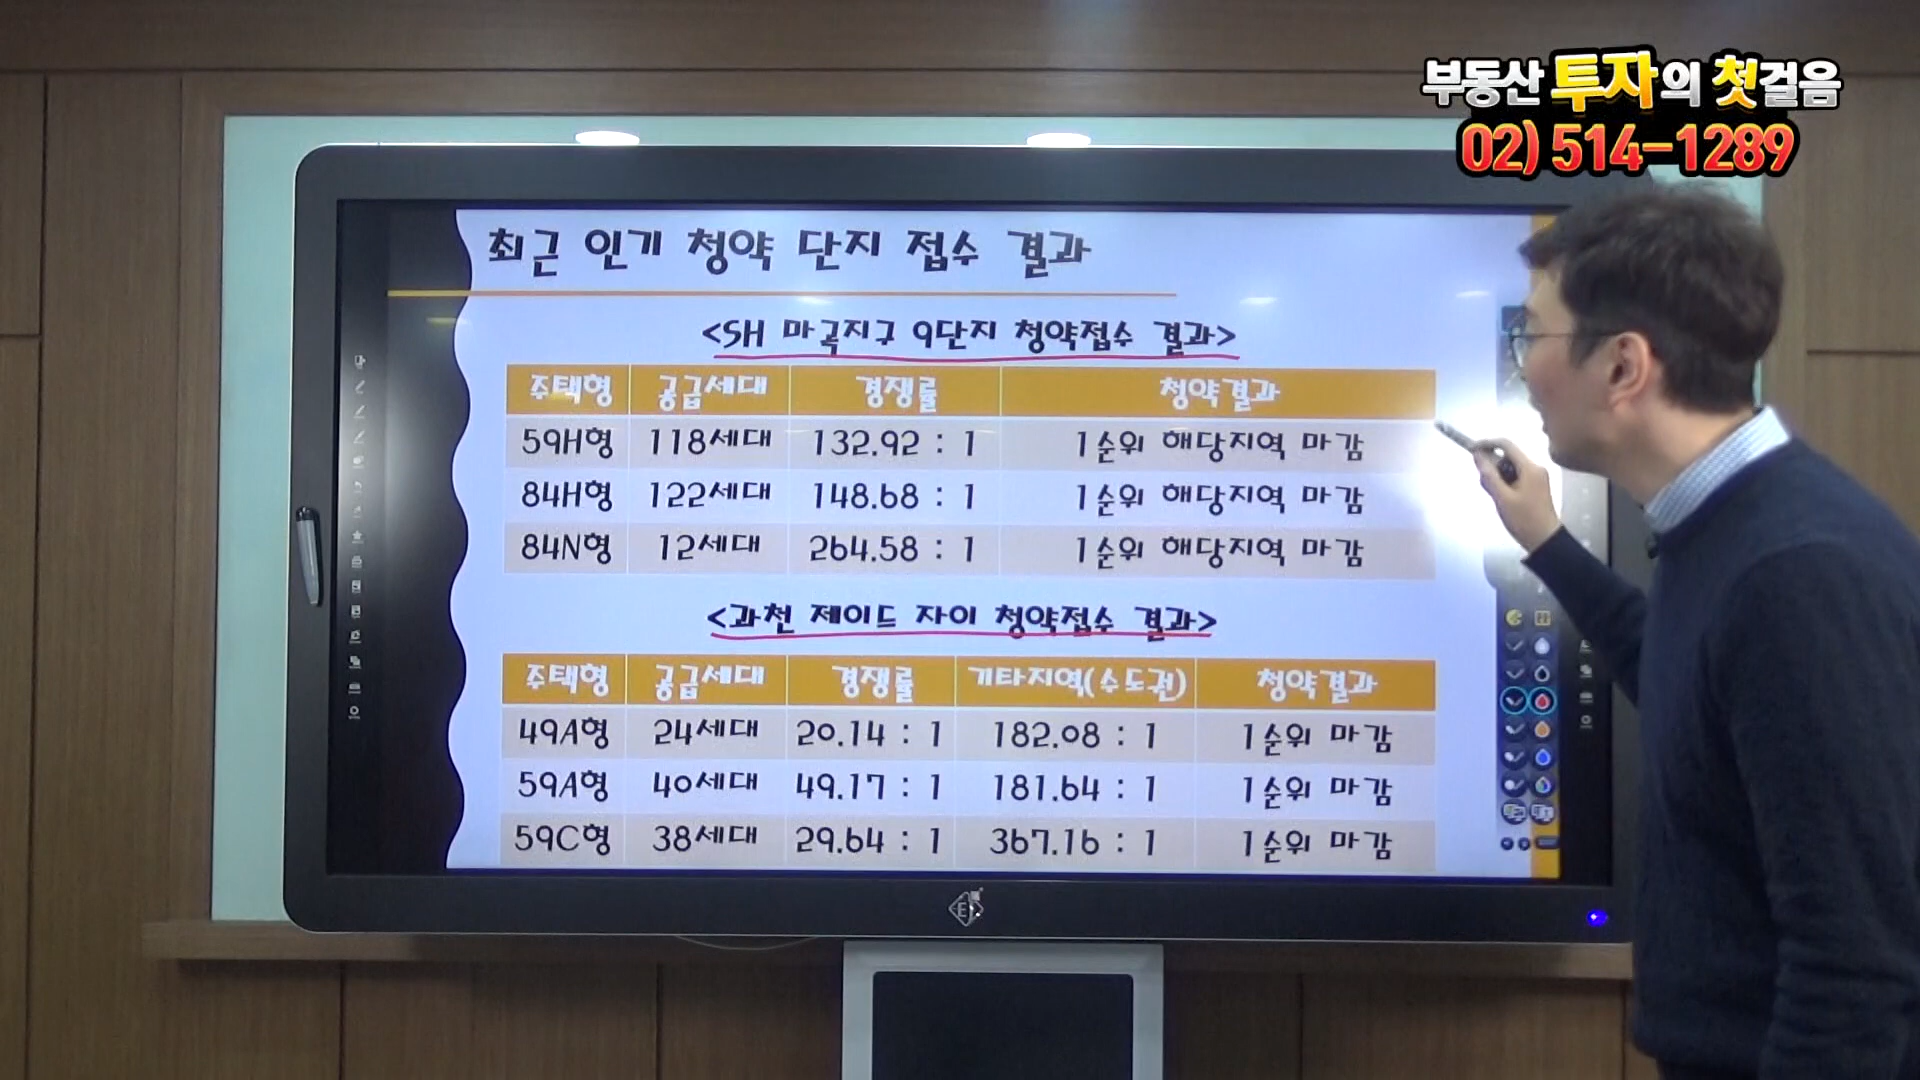 부동산 투자의 첫걸음
02) 514-1289
최근 인기 청약 단지 접수 결과
<SH 마곡지구 9단지 청약접수 결과>
주택형 공급세대 경쟁률 청약결과
59H형 118세대 132.92 : 1 1순위 해당지역 마감
84H형 122세대 148.68 : 1 1순위 해당지역 마감
84N형 12세대 264.58 : 1 1순위 해당지역 마감
<과천 제이드 자이 청약접수 결과>
주택형 공급세대 경쟁률 기타지역(수도권) 청약결과
49A형 24세대 20.14 : 1 182.08 : 1 1순위 마감
59A형 40세대 49.17 : 1 181.64 : 1 1순위 마감
59C형 38세대 29.64 : 1 367.16 : 1 1순위 마감